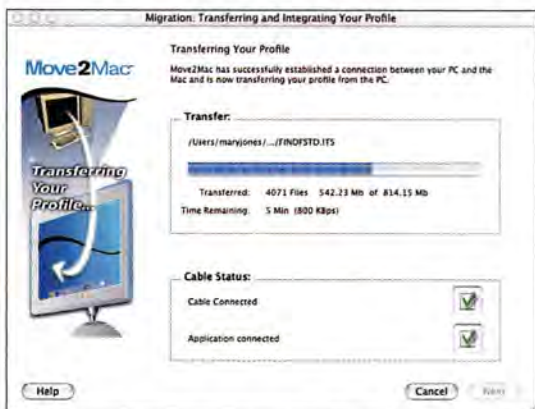 Migration: Transferring and Integrating Your Profile
Move2Mac
Transferring
Your
Profile...
Transferring Your Profile
Move2Mac has successfully established a connection between your PC and the
Mac and is now transferring your profile from the PC.
Transfer:
/Users/maryjones/.../FINDFSTD.ITS
Transferred: 4071 Files 542.23 Mb of 814.15 Mb
Time Remaining: 5 Min (800 KBps)
Cable Status:
Cable Connected
Application connected
Help
Cancel
Next